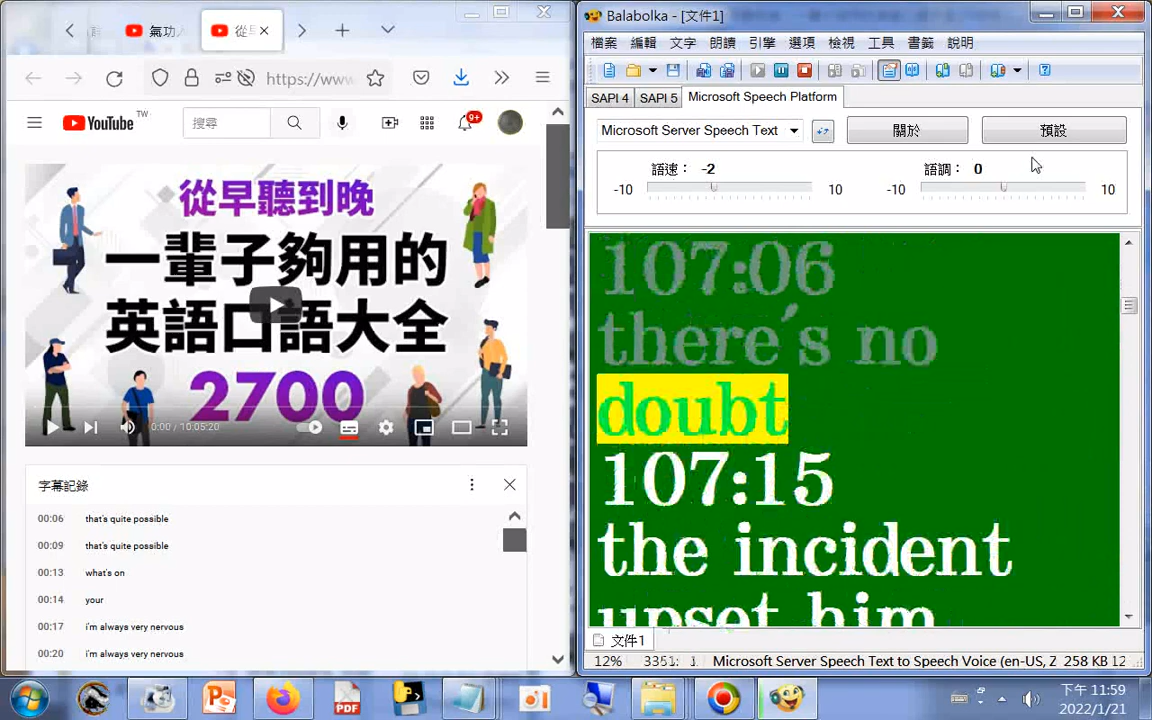 氣功
從
https://www
YouTube TW
搜尋
9+
從早聽到晚
一輩子夠用的
英語口語大全
2700
0:00 / 10:05:20
字幕記錄
00:06 that's quite possible
00:09 that's quite possible
00:13 what's on
00:14 your
00:17 i'm always very nervous
00:20 i'm always very nervous
Balabolka - [文件1]
檔案 編輯 文字 朗讀 引擎 選項 檢視 工具 書籤 說明
SAPI 4 SAPI 5 Microsoft Speech Platform
Microsoft Server Speech Text 關於 預設
語速： -2 語調： 0
-10 10 -10 10
107:06
there's no
doubt
107:15
the incident
upset him
文件1
12% 3351: 1 Microsoft Server Speech Text to Speech Voice (en-US, Z 258 KB 12
PDF
下午 11:59
2022/1/21